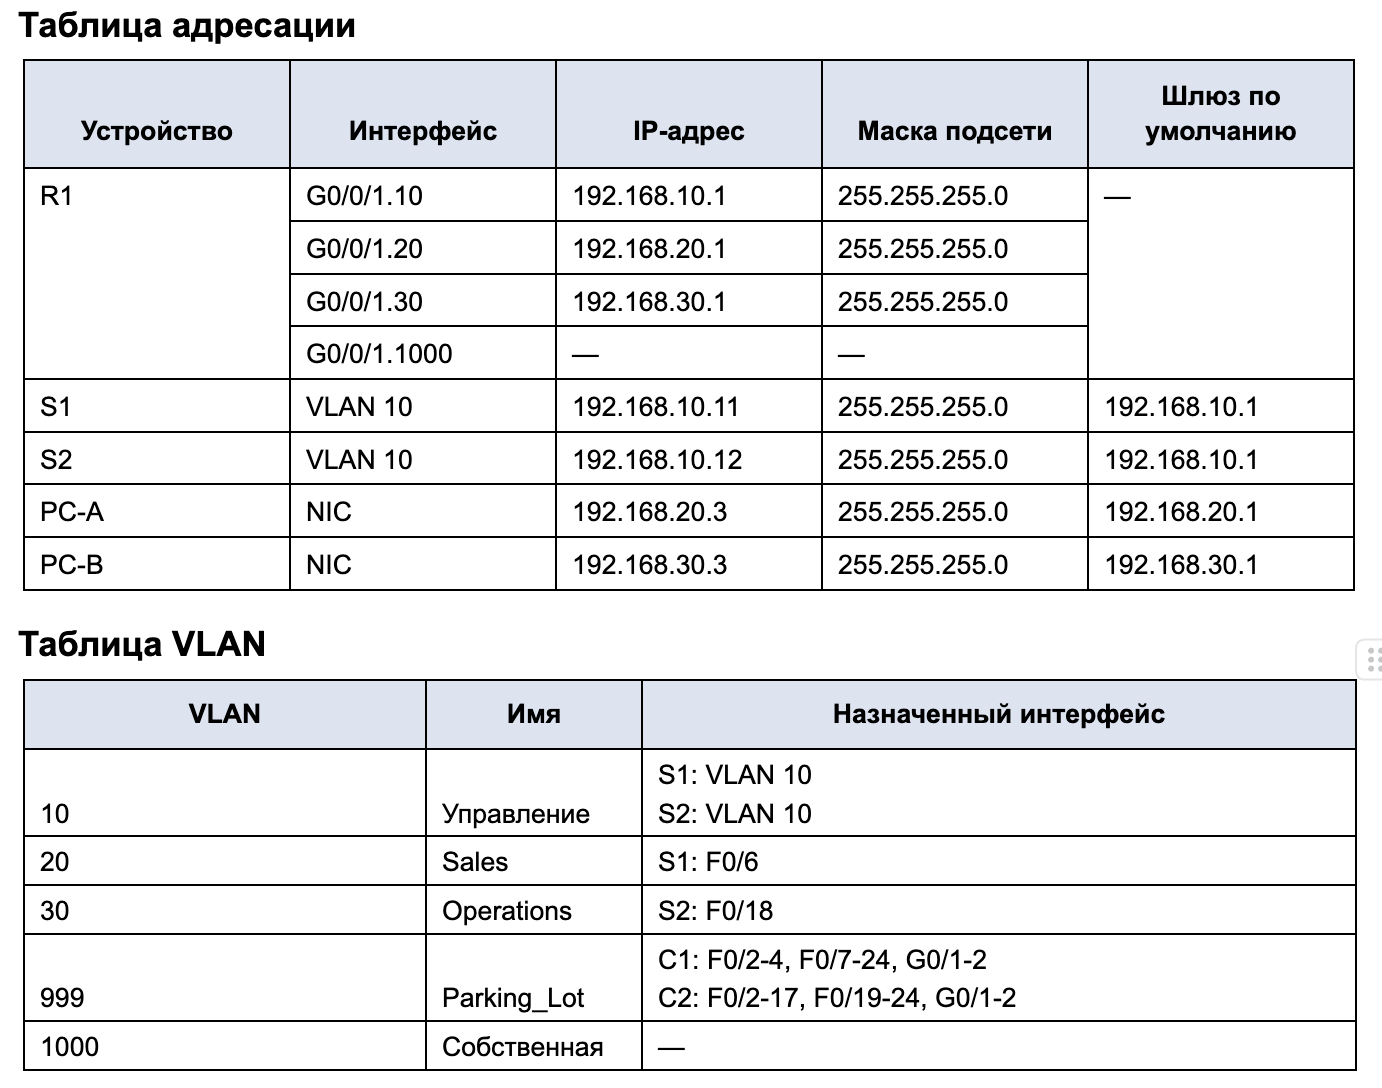 Таблица адресации
Устройство Интерфейс IP-адрес Маска подсети Шлюз по умолчанию
R1 G0/0/1.10 192.168.10.1 255.255.255.0 —
G0/0/1.20 192.168.20.1 255.255.255.0
G0/0/1.30 192.168.30.1 255.255.255.0
G0/0/1.1000 — —
S1 VLAN 10 192.168.10.11 255.255.255.0 192.168.10.1
S2 VLAN 10 192.168.10.12 255.255.255.0 192.168.10.1
PC-A NIC 192.168.20.3 255.255.255.0 192.168.20.1
PC-B NIC 192.168.30.3 255.255.255.0 192.168.30.1
Таблица VLAN
VLAN Имя Назначенный интерфейс
S1: VLAN 10
10 Управление S2: VLAN 10
20 Sales S1: F0/6
30 Operations S2: F0/18
C1: F0/2-4, F0/7-24, G0/1-2
999 Parking_Lot C2: F0/2-17, F0/19-24, G0/1-2
1000 Собственная —